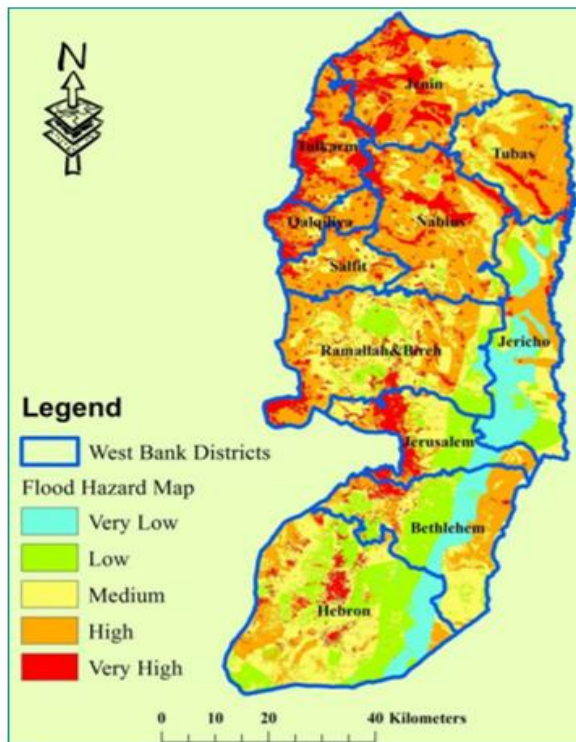 N
Jenin
Tubas
Tulkarm
Nablus
Qalqiliya
Salfit
Ramallah&Bireh
Jericho
Jerusalem
Bethlehem
Hebron
Legend
West Bank Districts
Flood Hazard Map
Very Low
Low
Medium
High
Very High
0 10 20 40 Kilometers